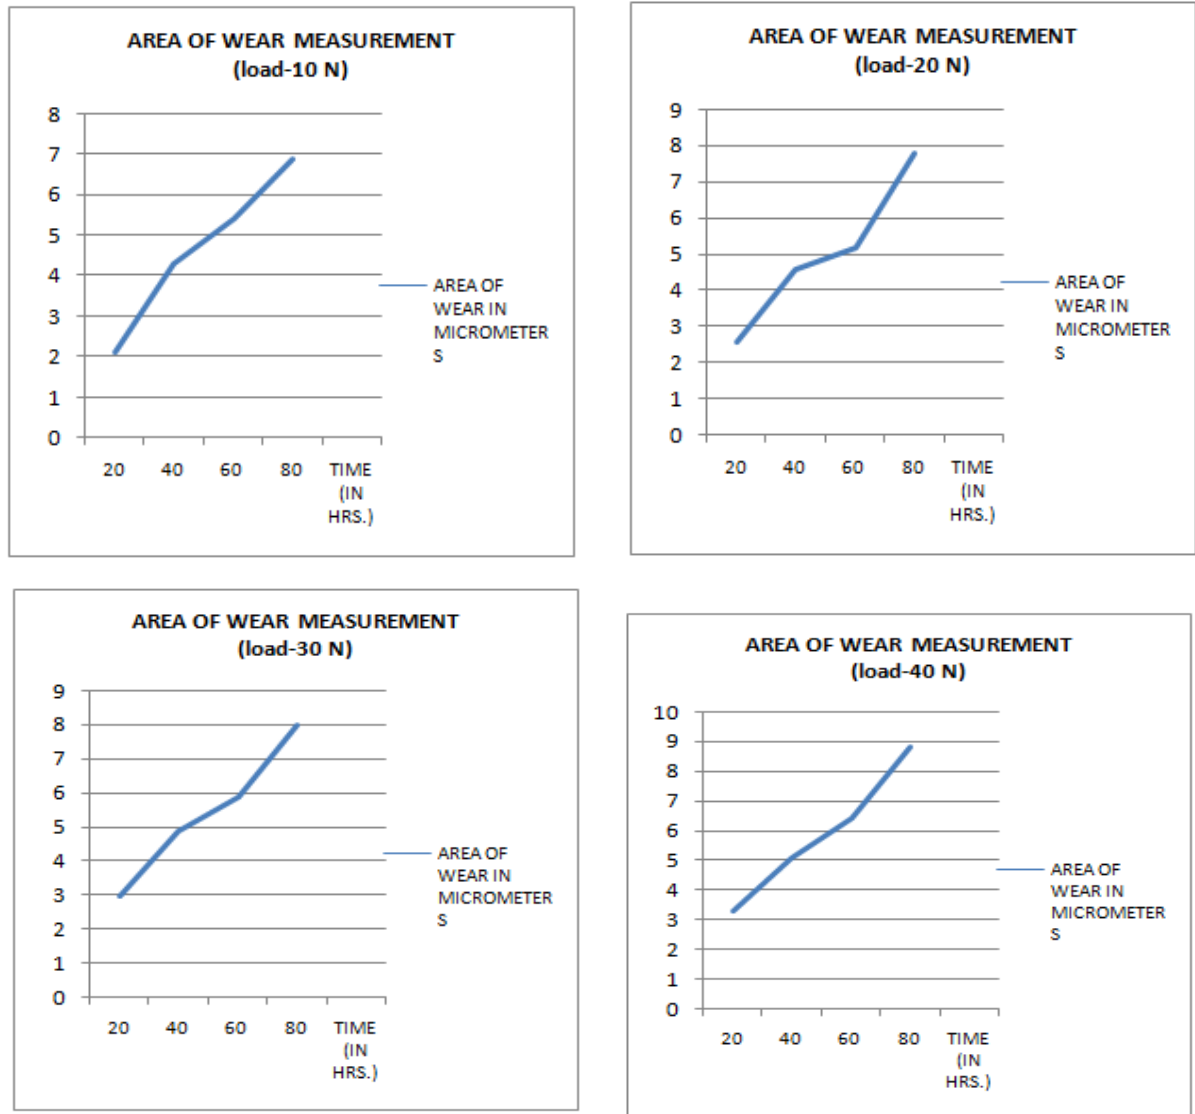 AREA OF WEAR MEASUREMENT
(load-10 N)
8
7
6
5
4
3
2
1
0
20 40 60 80 TIME
(IN
HRS.)
AREA OF
WEAR IN
MICROMETER
S
AREA OF WEAR MEASUREMENT
(load-20 N)
9
8
7
6
5
4
3
2
1
0
20 40 60 80 TIME
(IN
HRS.)
AREA OF
WEAR IN
MICROMETER
S
AREA OF WEAR MEASUREMENT
(load-30 N)
9
8
7
6
5
4
3
2
1
0
20 40 60 80 TIME
(IN
HRS.)
AREA OF
WEAR IN
MICROMETER
S
AREA OF WEAR MEASUREMENT
(load-40 N)
10
9
8
7
6
5
4
3
2
1
0
20 40 60 80 TIME
(IN
HRS.)
AREA OF
WEAR IN
MICROMETER
S